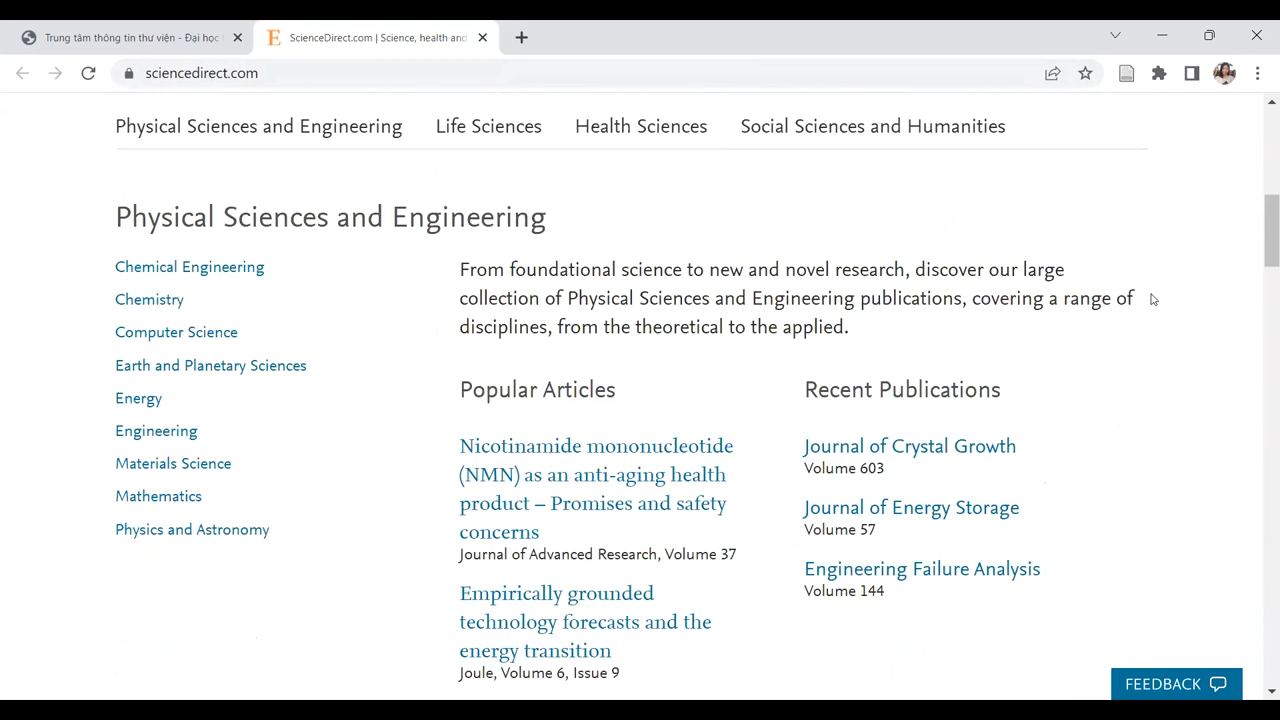 Trung tâm thông tin thư viện - Đại học
ScienceDirect.com | Science, health and
sciencedirect.com
Physical Sciences and Engineering
Life Sciences
Health Sciences
Social Sciences and Humanities
Physical Sciences and Engineering
Chemical Engineering
Chemistry
Computer Science
Earth and Planetary Sciences
Energy
Engineering
Materials Science
Mathematics
Physics and Astronomy
From foundational science to new and novel research, discover our large
collection of Physical Sciences and Engineering publications, covering a range of
disciplines, from the theoretical to the applied.
Popular Articles
Nicotinamide mononucleotide
(NMN) as an anti-aging health
product – Promises and safety
concerns
Journal of Advanced Research, Volume 37
Empirically grounded
technology forecasts and the
energy transition
Joule, Volume 6, Issue 9
Recent Publications
Journal of Crystal Growth
Volume 603
Journal of Energy Storage
Volume 57
Engineering Failure Analysis
Volume 144
FEEDBACK